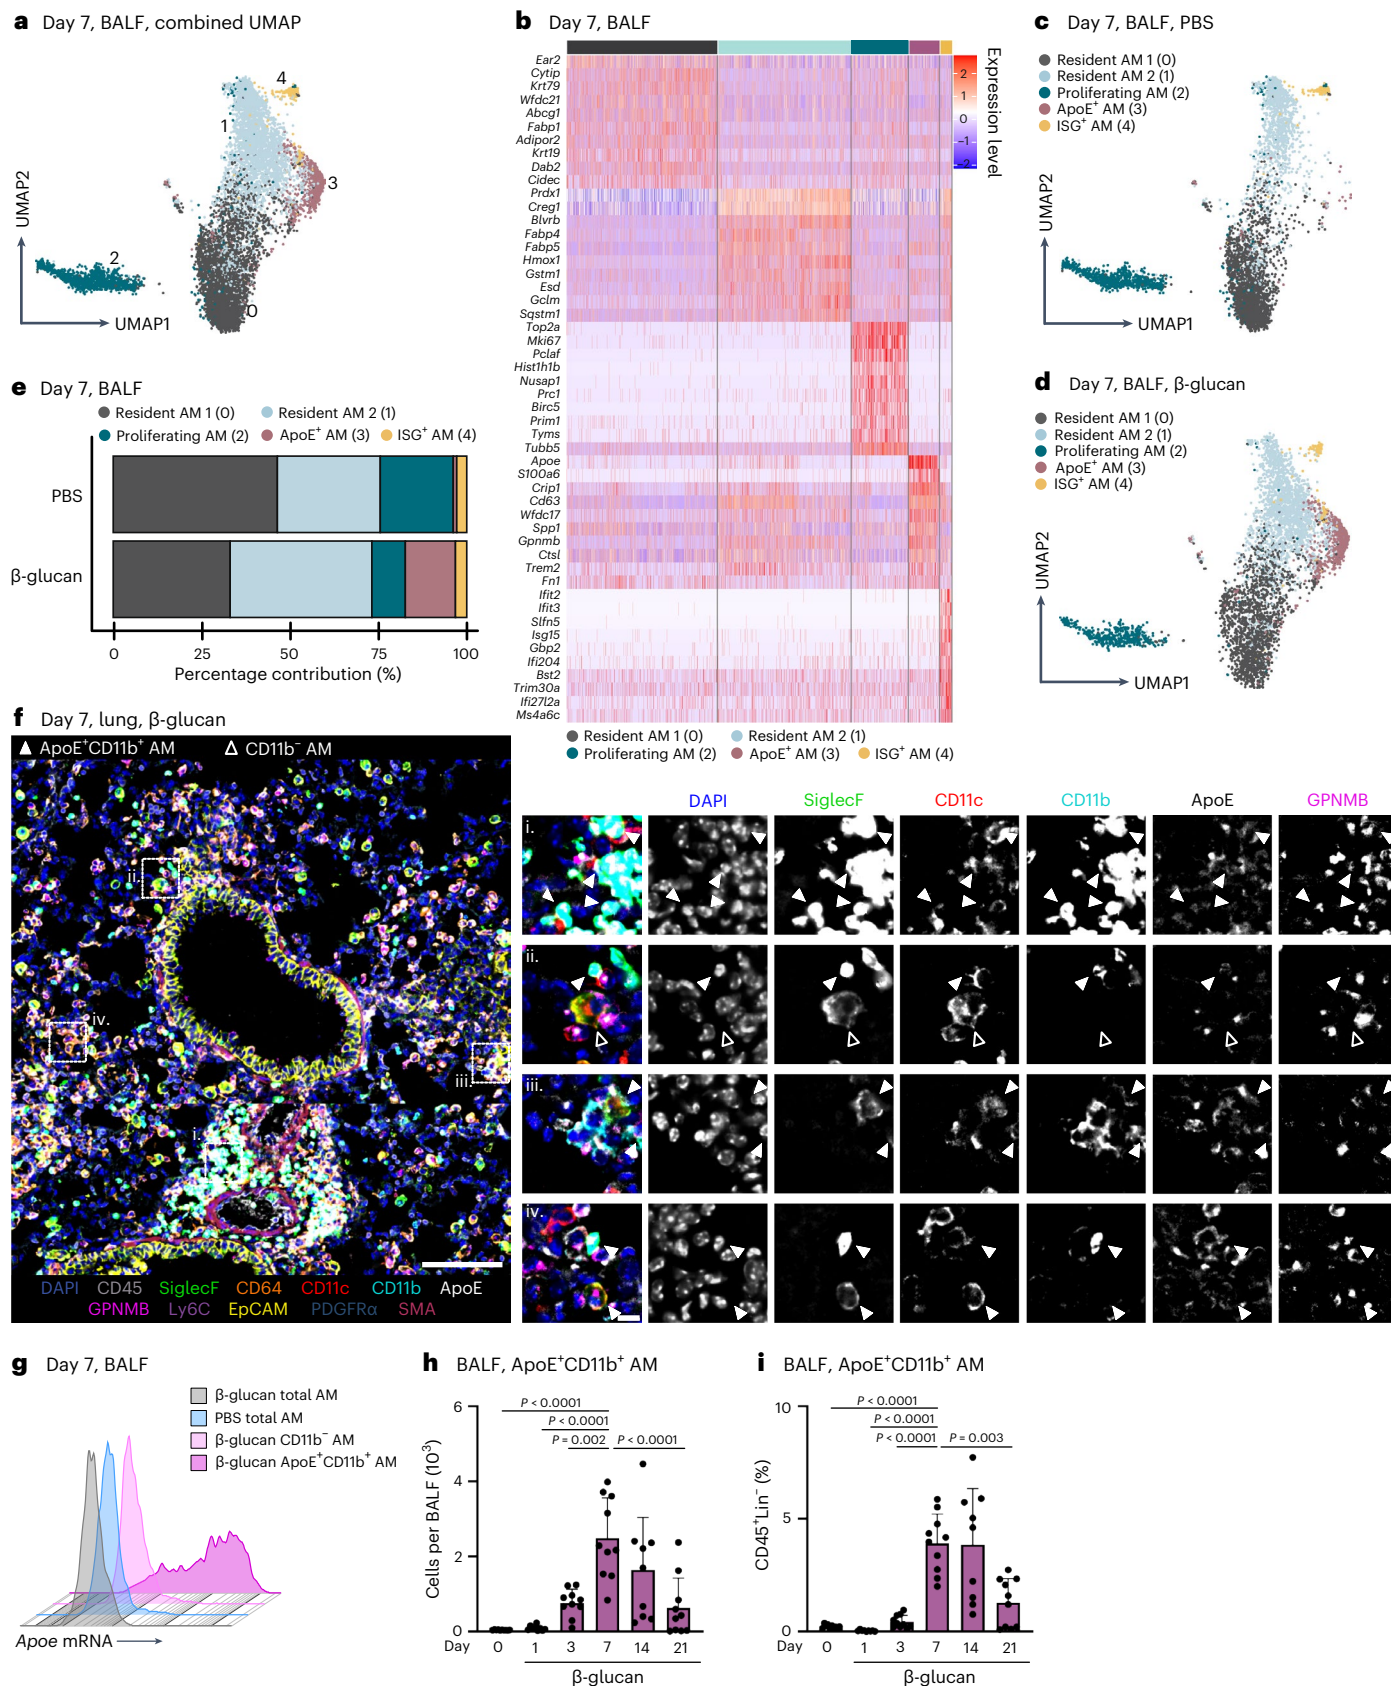 a Day 7, BALF, combined UMAP
4
1
3
2
0
UMAP2
UMAP1
b Day 7, BALF
Ear2
Cytip
Krt79
Wfdc21
Abcg1
Fabp1
Adipor2
Krt19
Dab2
Cidec
Prdx1
Creg1
Blvrb
Fabp4
Fabp5
Hmox1
Gstm1
Esd
Gclm
Sqstm1
Top2a
Mki67
Pclaf
Hist1h1b
Nusap1
Prc1
Birc5
Prim1
Tyms
Tubb5
Apoe
S100a6
Crip1
Cd63
Wfdc17
Spp1
Gpnmb
Ctsl
Trem2
Fn1
Ifit2
Ifit3
Slfn5
Isg15
Gbp2
Ifi204
Bst2
Trim30a
Ifi27l2a
Ms4a6c
2
1
0
−1
−2
Expression level
Resident AM 1 (0) Resident AM 2 (1)
Proliferating AM (2) ApoE⁺ AM (3) ISG⁺ AM (4)
c Day 7, BALF, PBS
Resident AM 1 (0)
Resident AM 2 (1)
Proliferating AM (2)
ApoE⁺ AM (3)
ISG⁺ AM (4)
UMAP2
UMAP1
d Day 7, BALF, β-glucan
Resident AM 1 (0)
Resident AM 2 (1)
Proliferating AM (2)
ApoE⁺ AM (3)
ISG⁺ AM (4)
UMAP2
UMAP1
e Day 7, BALF
Resident AM 1 (0) Resident AM 2 (1)
Proliferating AM (2) ApoE⁺ AM (3) ISG⁺ AM (4)
PBS
β-glucan
0 25 50 75 100
Percentage contribution (%)
f Day 7, lung, β-glucan
ApoE⁺CD11b⁺ AM CD11b⁻ AM
ii.
iv.
iii.
i.
DAPI CD45 SiglecF CD64 CD11c CD11b ApoE
GPNMB Ly6C EpCAM PDGFRα SMA
DAPI SiglecF CD11c CD11b ApoE GPNMB
i.
ii.
iii.
iv.
g Day 7, BALF
β-glucan total AM
PBS total AM
β-glucan CD11b⁻ AM
β-glucan ApoE⁺CD11b⁺ AM
Apoe mRNA
h BALF, ApoE⁺CD11b⁺ AM
P < 0.0001
P < 0.0001
P = 0.002 P < 0.0001
Cells per BALF (10³)
6
4
2
0
Day 0 1 3 7 14 21
β-glucan
i BALF, ApoE⁺CD11b⁺ AM
P < 0.0001
P < 0.0001
P < 0.0001 P = 0.003
CD45⁺Lin⁻ (%)
10
5
0
Day 0 1 3 7 14 21
β-glucan